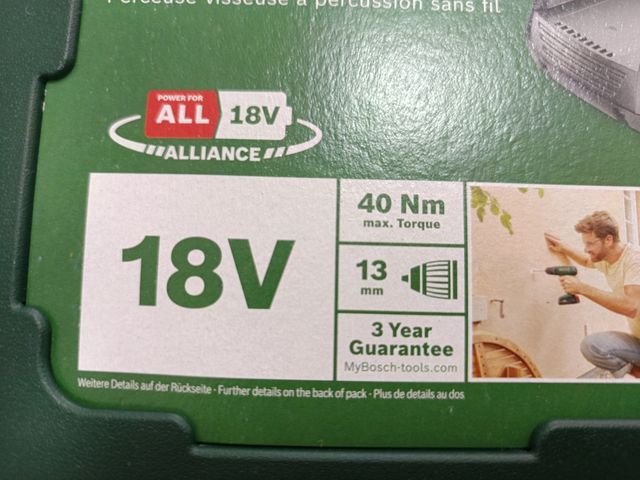 Perceuse visseuse à percussion sans fil
POWER FOR
ALL 18V
ALLIANCE
18V
40 Nm
max. Torque
13
mm
3 Year
Guarantee
MyBosch-tools.com
Weitere Details auf der Rückseite · Further details on the back of pack · Plus de details au dos